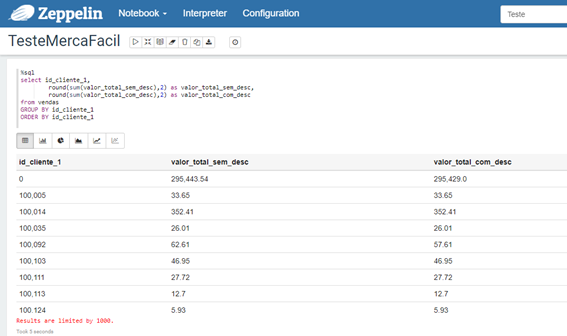 Zeppelin Notebook Interpreter Configuration Teste
TesteMercaFacil
%sql
select id_cliente_1,
round(sum(valor_total_sem_desc),2) as valor_total_sem_desc,
round(sum(valor_total_com_desc),2) as valor_total_com_desc
from vendas
GROUP BY id_cliente_1
ORDER BY id_cliente_1
id_cliente_1 valor_total_sem_desc valor_total_com_desc
0 295,443.54 295,429.0
100,005 33.65 33.65
100,014 352.41 352.41
100,035 26.01 26.01
100,092 62.61 57.61
100,103 46.95 46.95
100,111 27.72 27.72
100,113 12.7 12.7
100,124 5.93 5.93
Results are limited by 1000.
Took 5 seconds